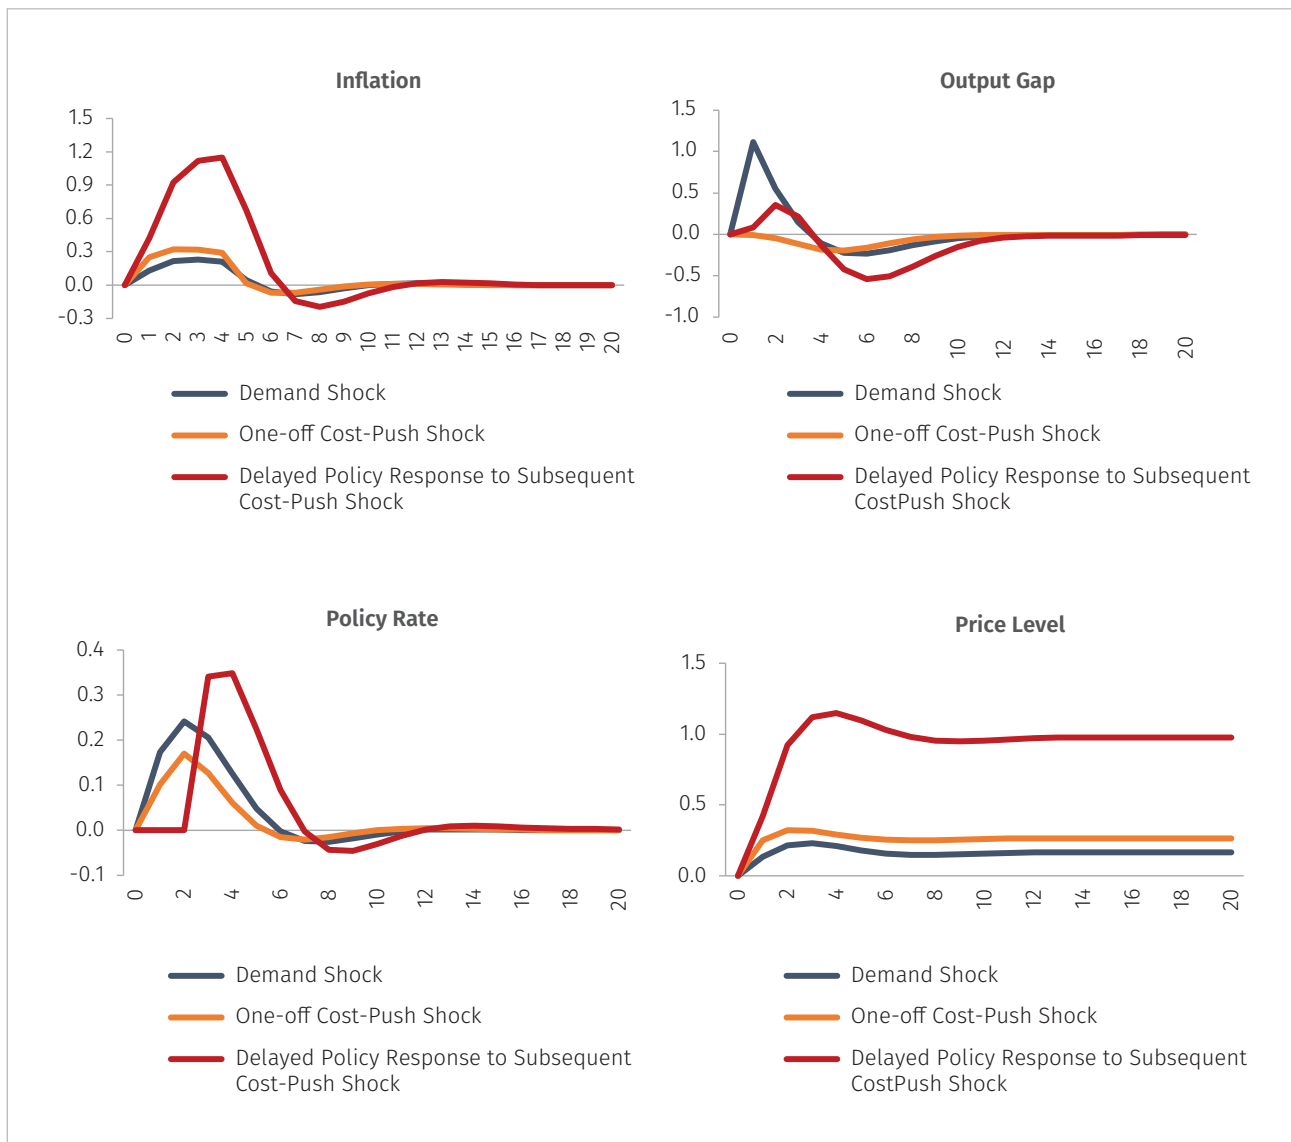 Inflation
1.5
1.2
0.9
0.6
0.3
0.0
-0.3
0 1 2 3 4 5 6 7 8 9 10 11 12 13 14 15 16 17 18 19 20
Demand Shock
One-off Cost-Push Shock
Delayed Policy Response to Subsequent
Cost-Push Shock
Output Gap
1.5
1.0
0.5
0.0
-0.5
-1.0
0 2 4 6 8 10 12 14 16 18 20
Demand Shock
One-off Cost-Push Shock
Delayed Policy Response to Subsequent
CostPush Shock
Policy Rate
0.4
0.3
0.2
0.1
0.0
-0.1
0 2 4 6 8 10 12 14 16 18 20
Demand Shock
One-off Cost-Push Shock
Delayed Policy Response to Subsequent
Cost-Push Shock
Price Level
1.5
1.0
0.5
0.0
0 2 4 6 8 10 12 14 16 18 20
Demand Shock
One-off Cost-Push Shock
Delayed Policy Response to Subsequent
CostPush Shock